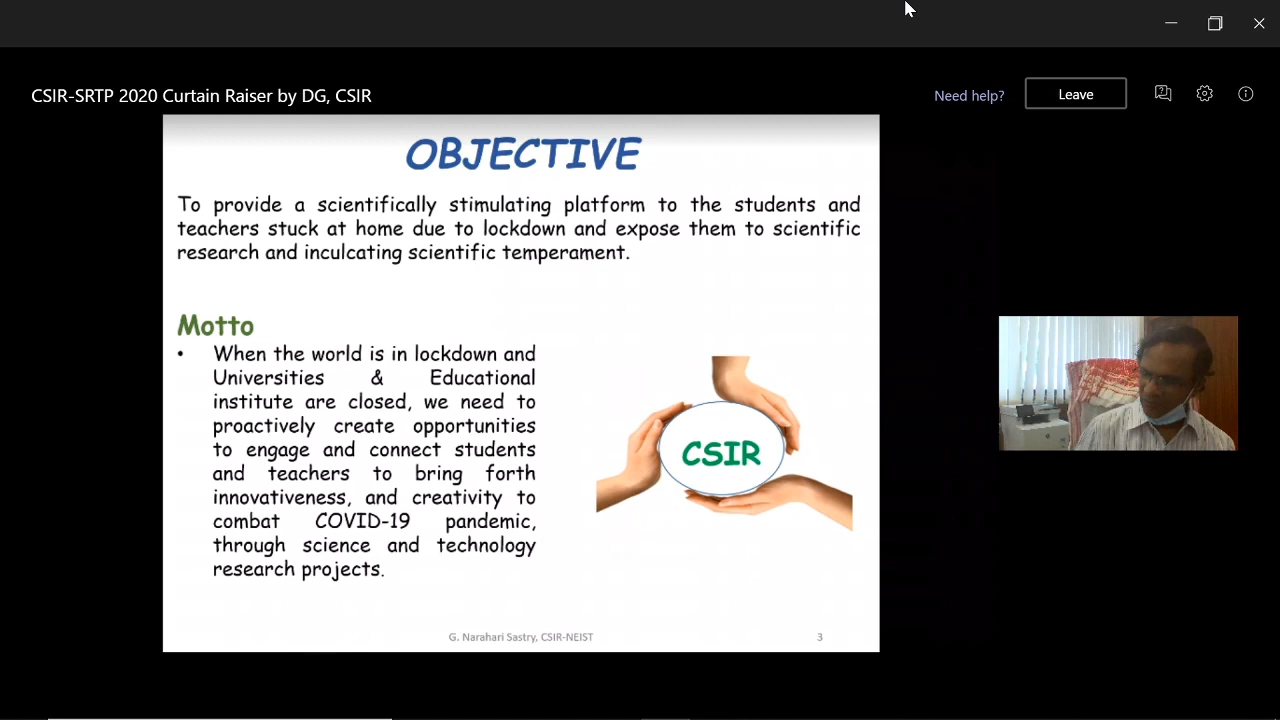 CSIR-SRTP 2020 Curtain Raiser by DG, CSIR
Need help?
Leave
OBJECTIVE
To provide a scientifically stimulating platform to the students and
teachers stuck at home due to lockdown and expose them to scientific
research and inculcating scientific temperament.
Motto
• When the world is in lockdown and
Universities & Educational
institute are closed, we need to
proactively create opportunities
to engage and connect students
and teachers to bring forth
innovativeness, and creativity to
combat COVID-19 pandemic,
through science and technology
research projects.
CSIR
G. Narahari Sastry, CSIR-NEIST
3